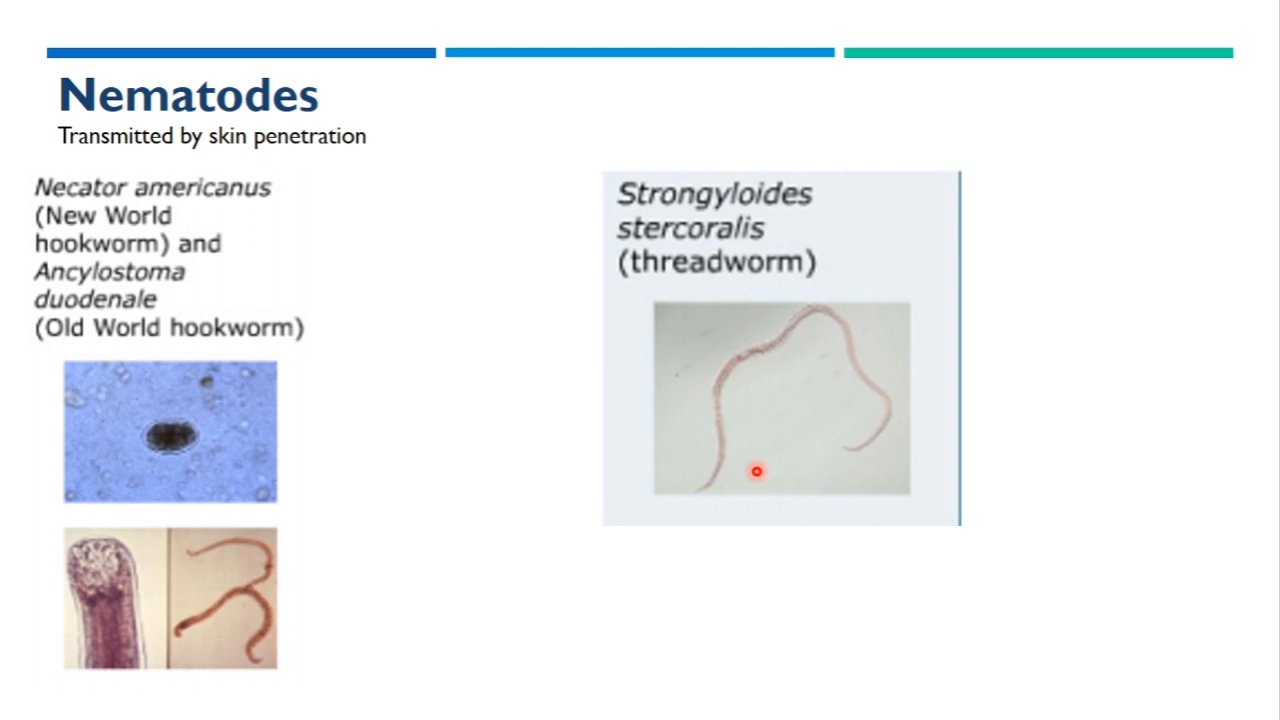 Nematodes
Transmitted by skin penetration
Necator americanus
(New World
hookworm) and
Ancylostoma
duodenale
(Old World hookworm)
Strongyloides
stercoralis
(threadworm)